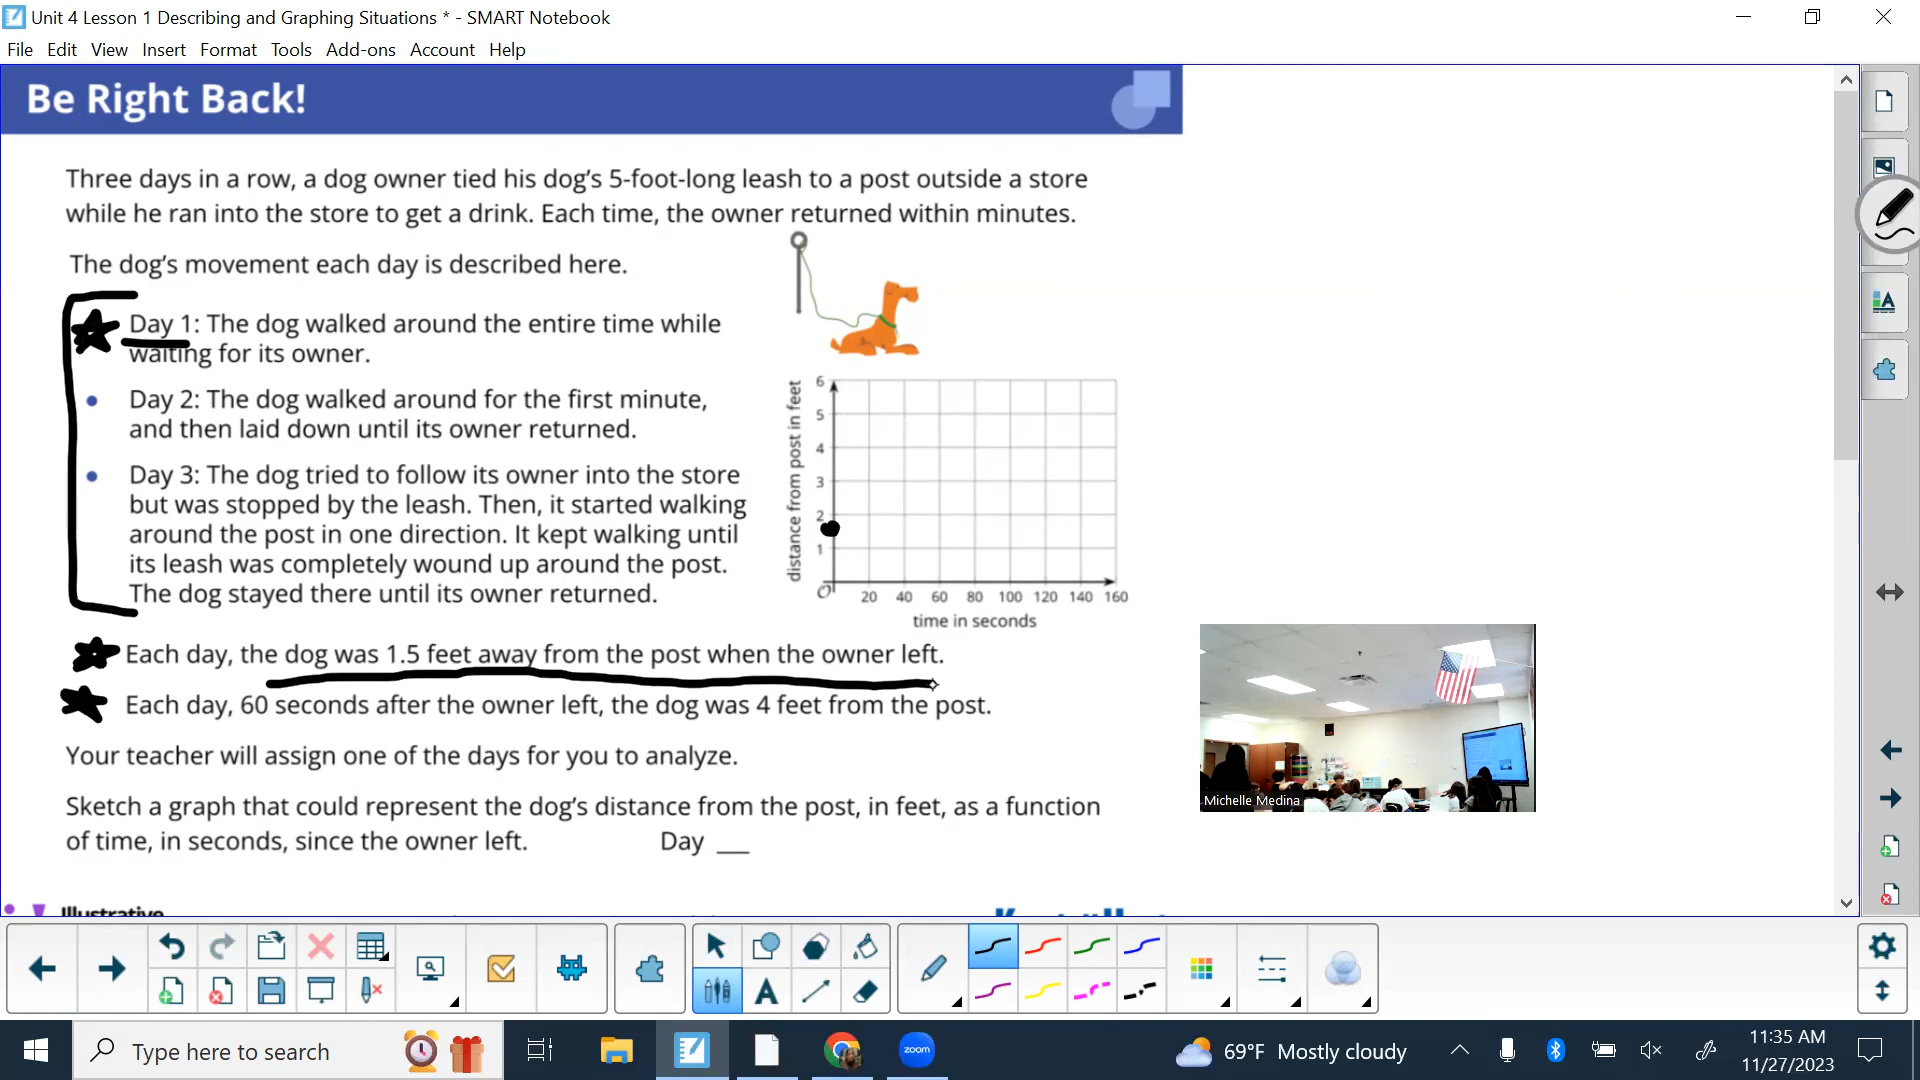 Unit 4 Lesson 1 Describing and Graphing Situations * - SMART Notebook
File Edit View Insert Format Tools Add-ons Account Help
Be Right Back!
Three days in a row, a dog owner tied his dog's 5-foot-long leash to a post outside a store
while he ran into the store to get a drink. Each time, the owner returned within minutes.
The dog's movement each day is described here.
Day 1: The dog walked around the entire time while
waiting for its owner.
• Day 2: The dog walked around for the first minute,
and then laid down until its owner returned.
• Day 3: The dog tried to follow its owner into the store
but was stopped by the leash. Then, it started walking
around the post in one direction. It kept walking until
its leash was completely wound up around the post.
The dog stayed there until its owner returned.
distance from post in feet
6
5
4
3
2
1
O
20 40 60 80 100 120 140 160
time in seconds
Each day, the dog was 1.5 feet away from the post when the owner left.
Each day, 60 seconds after the owner left, the dog was 4 feet from the post.
Your teacher will assign one of the days for you to analyze.
Sketch a graph that could represent the dog's distance from the post, in feet, as a function
of time, in seconds, since the owner left. Day ___
Michelle Medina
Illustrative
A
Type here to search
zoom
69°F Mostly cloudy
11:35 AM
11/27/2023